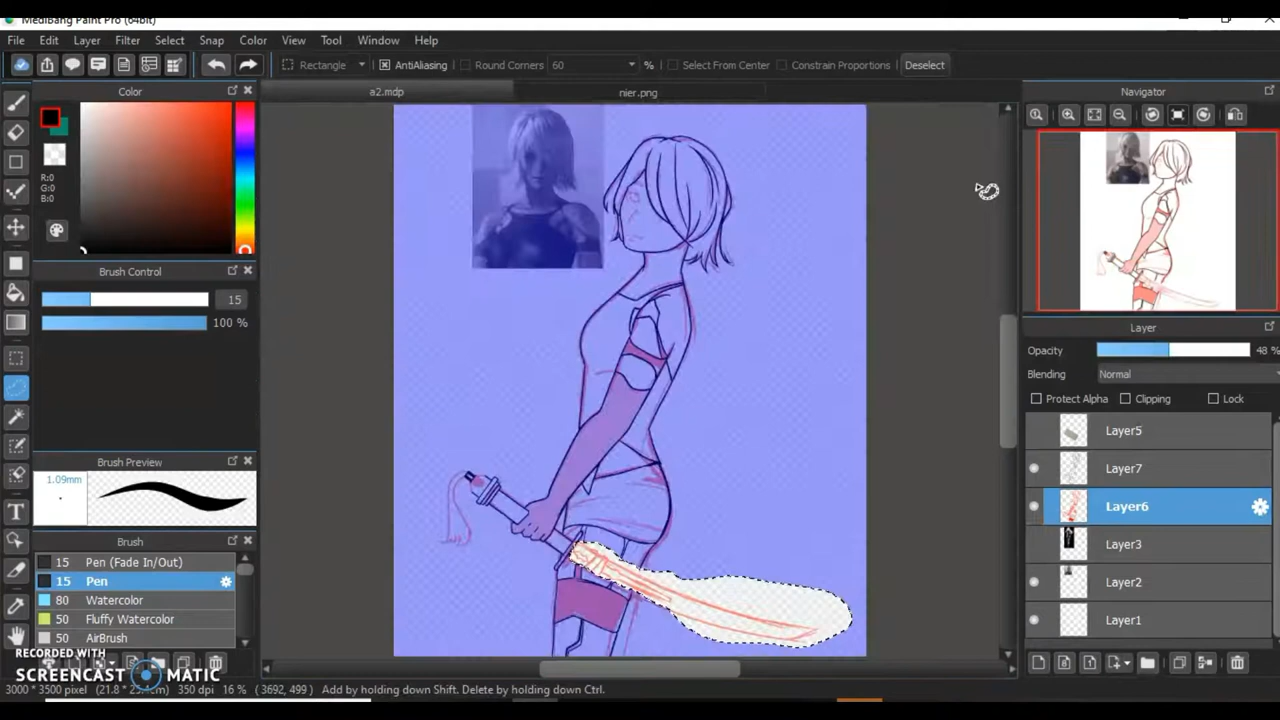 MediBang Paint Pro (64bit)
File Edit Layer Filter Select Snap Color View Tool Window Help
Rectangle AntiAliasing Round Corners 60 % Select From Center Constrain Proportions Deselect
Color a2.mdp nier.png Navigator
R:0
G:0
B:0
Brush Control
15
100 %
Layer
Opacity 48 %
Blending Normal
Protect Alpha Clipping Lock
Layer5
Layer7
Layer6
Layer3
Layer2
Layer1
Brush Preview
1.09mm
Brush
15 Pen (Fade In/Out)
15 Pen
80 Watercolor
50 Fluffy Watercolor
50 AirBrush
RECORDED WITH
SCREENCAST MATIC
3000 * 3500 pixel (21.8 * 25.4cm) 350 dpi 16 % (3692, 499) Add by holding down Shift. Delete by holding down Ctrl.